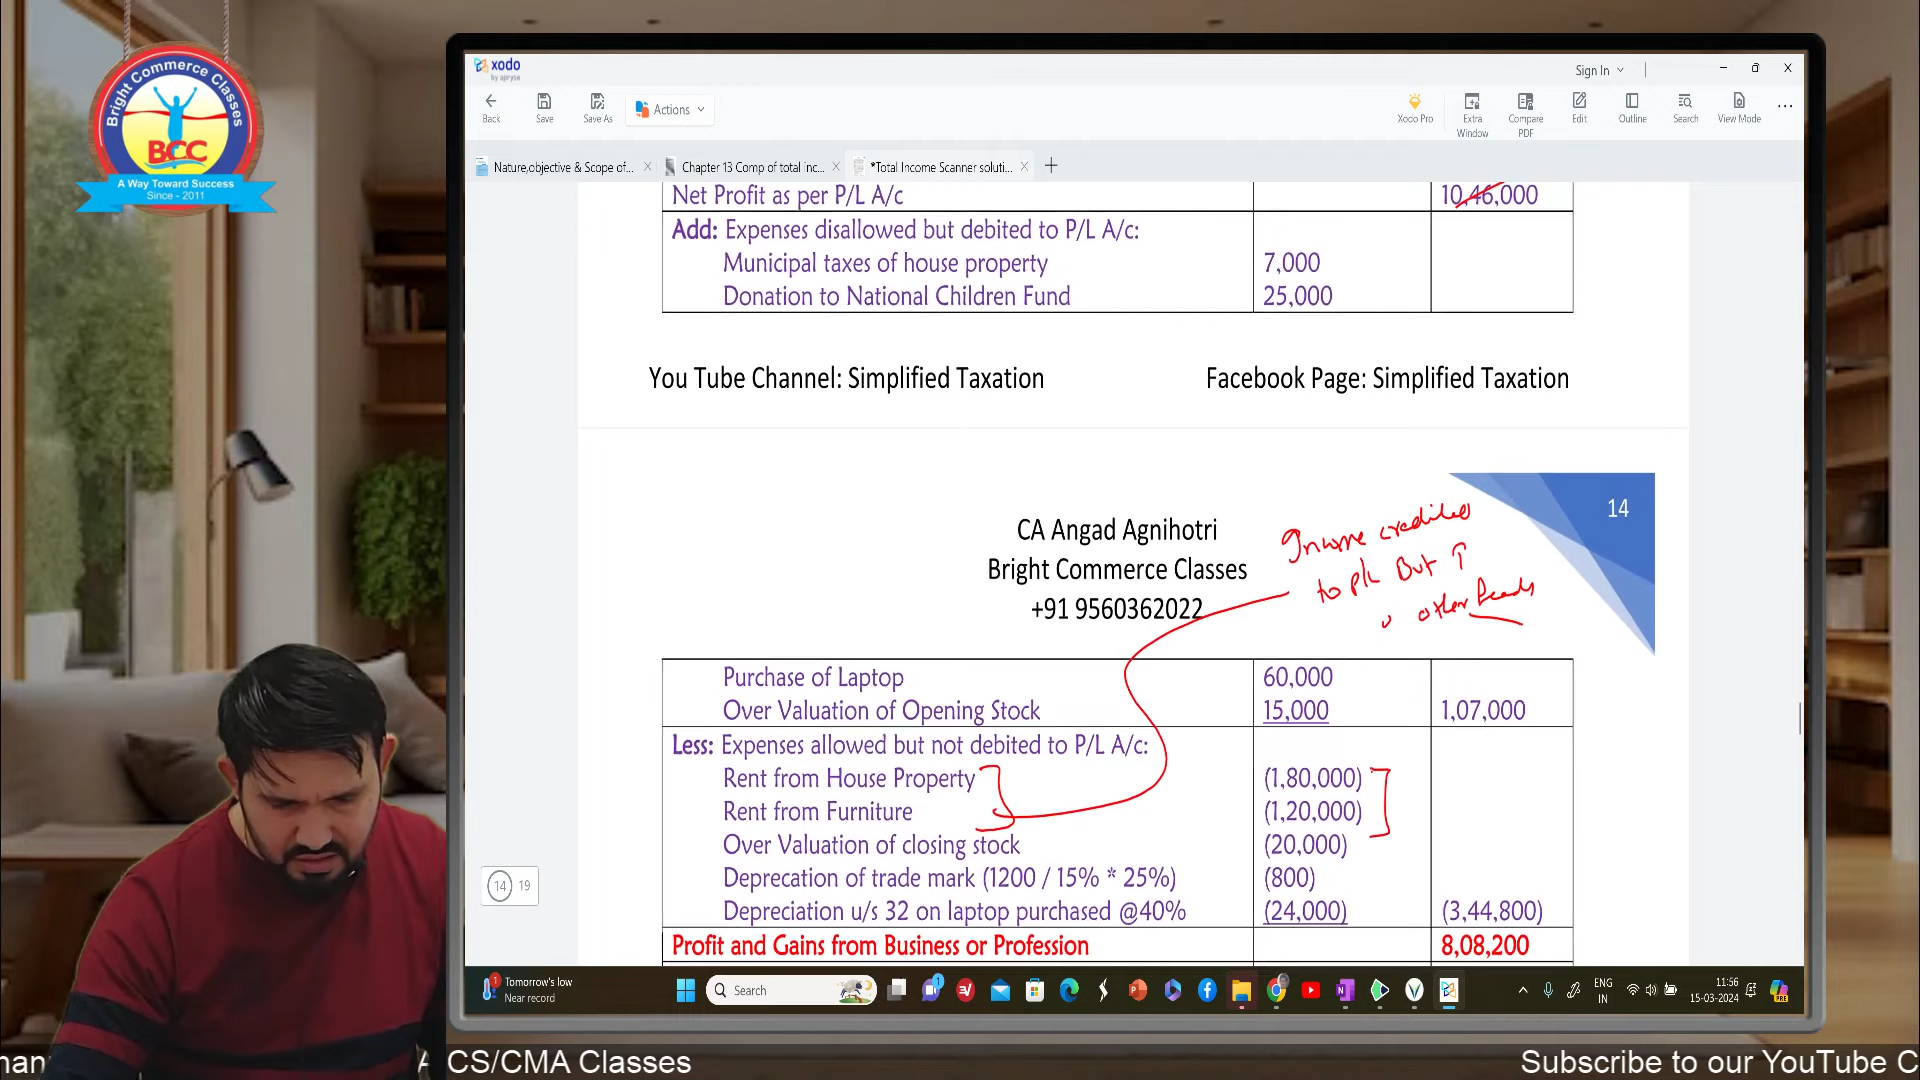 Bright Commerce Classes
BCC
A Way Toward Success
Since - 2011
xodo
by apryse
Sign In
Back
Save
Save As
Actions
Xodo Pro
Extra Window
Compare PDF
Edit
Outline
Search
View Mode
Nature,objective & Scope of...
Chapter 13 Comp of total inc...
*Total Income Scanner soluti...
Net Profit as per P/L A/c 10,46,000
Add: Expenses disallowed but debited to P/L A/c:
Municipal taxes of house property 7,000
Donation to National Children Fund 25,000
You Tube Channel: Simplified Taxation Facebook Page: Simplified Taxation
14
CA Angad Agnihotri
Bright Commerce Classes
+91 9560362022
Income credited
to P/L But T
other heads
Purchase of Laptop 60,000
Over Valuation of Opening Stock 15,000 1,07,000
Less: Expenses allowed but not debited to P/L A/c:
Rent from House Property (1,80,000)
Rent from Furniture (1,20,000)
Over Valuation of closing stock (20,000)
Deprecation of trade mark (1200 / 15% * 25%) (800)
Depreciation u/s 32 on laptop purchased @40% (24,000) (3,44,800)
Profit and Gains from Business or Profession 8,08,200
14 19
1
Tomorrow's low
Near record
Search
ENG
IN
11:56
15-03-2024
CS/CMA Classes
Subscribe to our YouTube C